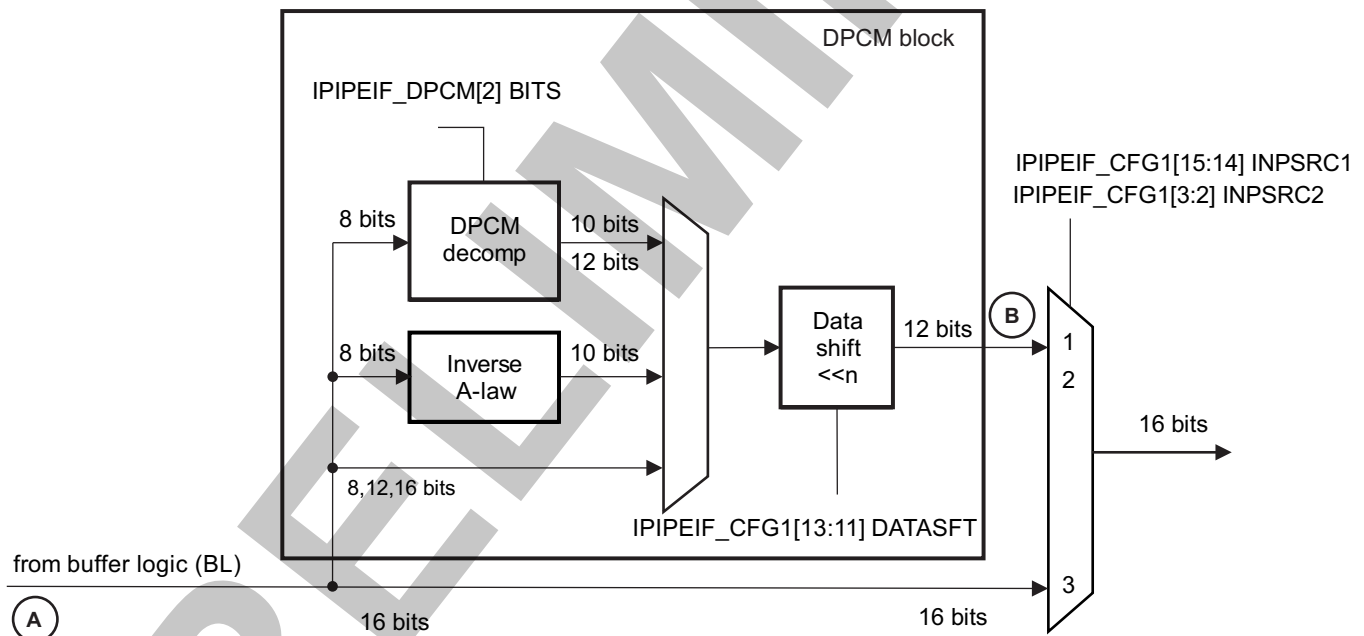 DPCM block
IPIPEIF_DPCM[2] BITS
IPIPEIF_CFG1[15:14] INPSRC1
IPIPEIF_CFG1[3:2] INPSRC2
8 bits
DPCM
decomp
10 bits
12 bits
8 bits
Inverse
A-law
10 bits
Data
shift
<<n
12 bits
B
1
2
16 bits
8,12,16 bits
IPIPEIF_CFG1[13:11] DATASFT
from buffer logic (BL)
3
A
16 bits
16 bits
PRELIMI